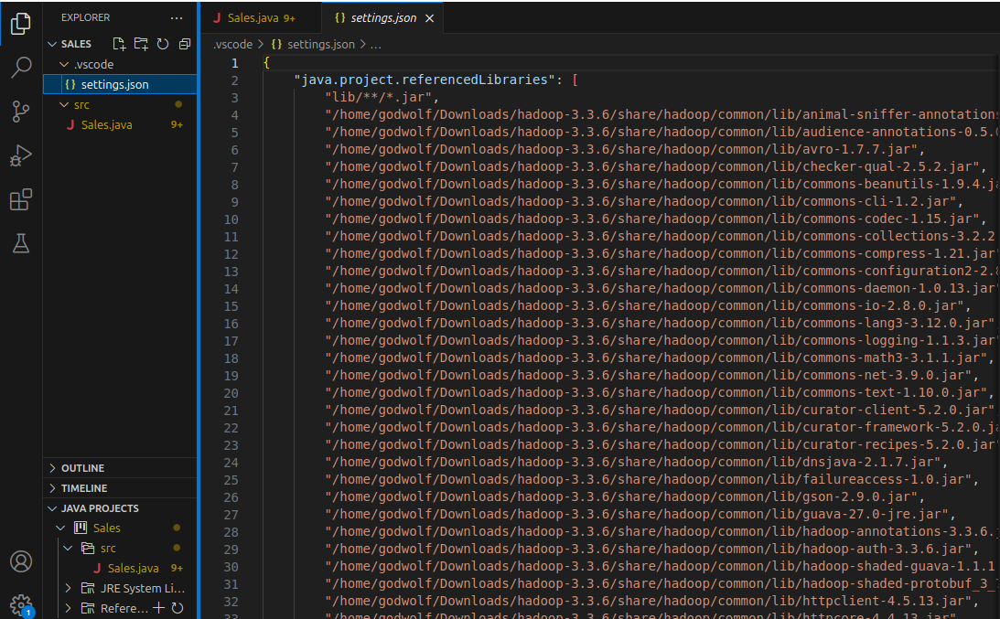 EXPLORER
SALES
.vscode
{} settings.json
src
J Sales.java 9+
OUTLINE
TIMELINE
JAVA PROJECTS
Sales
src
J Sales.java 9+
JRE System Li...
Refere...
1
J Sales.java 9+
{} settings.json
.vscode > {} settings.json > ...
1 {
2 "java.project.referencedLibraries": [
3 "lib/**/*.jar",
4 "/home/godwolf/Downloads/hadoop-3.3.6/share/hadoop/common/lib/animal-sniffer-annotations
5 "/home/godwolf/Downloads/hadoop-3.3.6/share/hadoop/common/lib/audience-annotations-0.5.0
6 "/home/godwolf/Downloads/hadoop-3.3.6/share/hadoop/common/lib/avro-1.7.7.jar",
7 "/home/godwolf/Downloads/hadoop-3.3.6/share/hadoop/common/lib/checker-qual-2.5.2.jar",
8 "/home/godwolf/Downloads/hadoop-3.3.6/share/hadoop/common/lib/commons-beanutils-1.9.4.ja
9 "/home/godwolf/Downloads/hadoop-3.3.6/share/hadoop/common/lib/commons-cli-1.2.jar",
10 "/home/godwolf/Downloads/hadoop-3.3.6/share/hadoop/common/lib/commons-codec-1.15.jar",
11 "/home/godwolf/Downloads/hadoop-3.3.6/share/hadoop/common/lib/commons-collections-3.2.2
12 "/home/godwolf/Downloads/hadoop-3.3.6/share/hadoop/common/lib/commons-compress-1.21.jar"
13 "/home/godwolf/Downloads/hadoop-3.3.6/share/hadoop/common/lib/commons-configuration2-2.8
14 "/home/godwolf/Downloads/hadoop-3.3.6/share/hadoop/common/lib/commons-daemon-1.0.13.jar"
15 "/home/godwolf/Downloads/hadoop-3.3.6/share/hadoop/common/lib/commons-io-2.8.0.jar",
16 "/home/godwolf/Downloads/hadoop-3.3.6/share/hadoop/common/lib/commons-lang3-3.12.0.jar"
17 "/home/godwolf/Downloads/hadoop-3.3.6/share/hadoop/common/lib/commons-logging-1.1.3.jar"
18 "/home/godwolf/Downloads/hadoop-3.3.6/share/hadoop/common/lib/commons-math3-3.1.1.jar",
19 "/home/godwolf/Downloads/hadoop-3.3.6/share/hadoop/common/lib/commons-net-3.9.0.jar",
20 "/home/godwolf/Downloads/hadoop-3.3.6/share/hadoop/common/lib/commons-text-1.10.0.jar",
21 "/home/godwolf/Downloads/hadoop-3.3.6/share/hadoop/common/lib/curator-client-5.2.0.jar"
22 "/home/godwolf/Downloads/hadoop-3.3.6/share/hadoop/common/lib/curator-framework-5.2.0.ja
23 "/home/godwolf/Downloads/hadoop-3.3.6/share/hadoop/common/lib/curator-recipes-5.2.0.jar"
24 "/home/godwolf/Downloads/hadoop-3.3.6/share/hadoop/common/lib/dnsjava-2.1.7.jar",
25 "/home/godwolf/Downloads/hadoop-3.3.6/share/hadoop/common/lib/failureaccess-1.0.jar",
26 "/home/godwolf/Downloads/hadoop-3.3.6/share/hadoop/common/lib/gson-2.9.0.jar",
27 "/home/godwolf/Downloads/hadoop-3.3.6/share/hadoop/common/lib/guava-27.0-jre.jar",
28 "/home/godwolf/Downloads/hadoop-3.3.6/share/hadoop/common/lib/hadoop-annotations-3.3.6.j
29 "/home/godwolf/Downloads/hadoop-3.3.6/share/hadoop/common/lib/hadoop-auth-3.3.6.jar",
30 "/home/godwolf/Downloads/hadoop-3.3.6/share/hadoop/common/lib/hadoop-shaded-guava-1.1.1
31 "/home/godwolf/Downloads/hadoop-3.3.6/share/hadoop/common/lib/hadoop-shaded-protobuf_3_
32 "/home/godwolf/Downloads/hadoop-3.3.6/share/hadoop/common/lib/httpclient-4.5.13.jar",
33 "/home/godwolf/Downloads/hadoop-3.3.6/share/hadoop/common/lib/httpcore-4.4.13.jar"